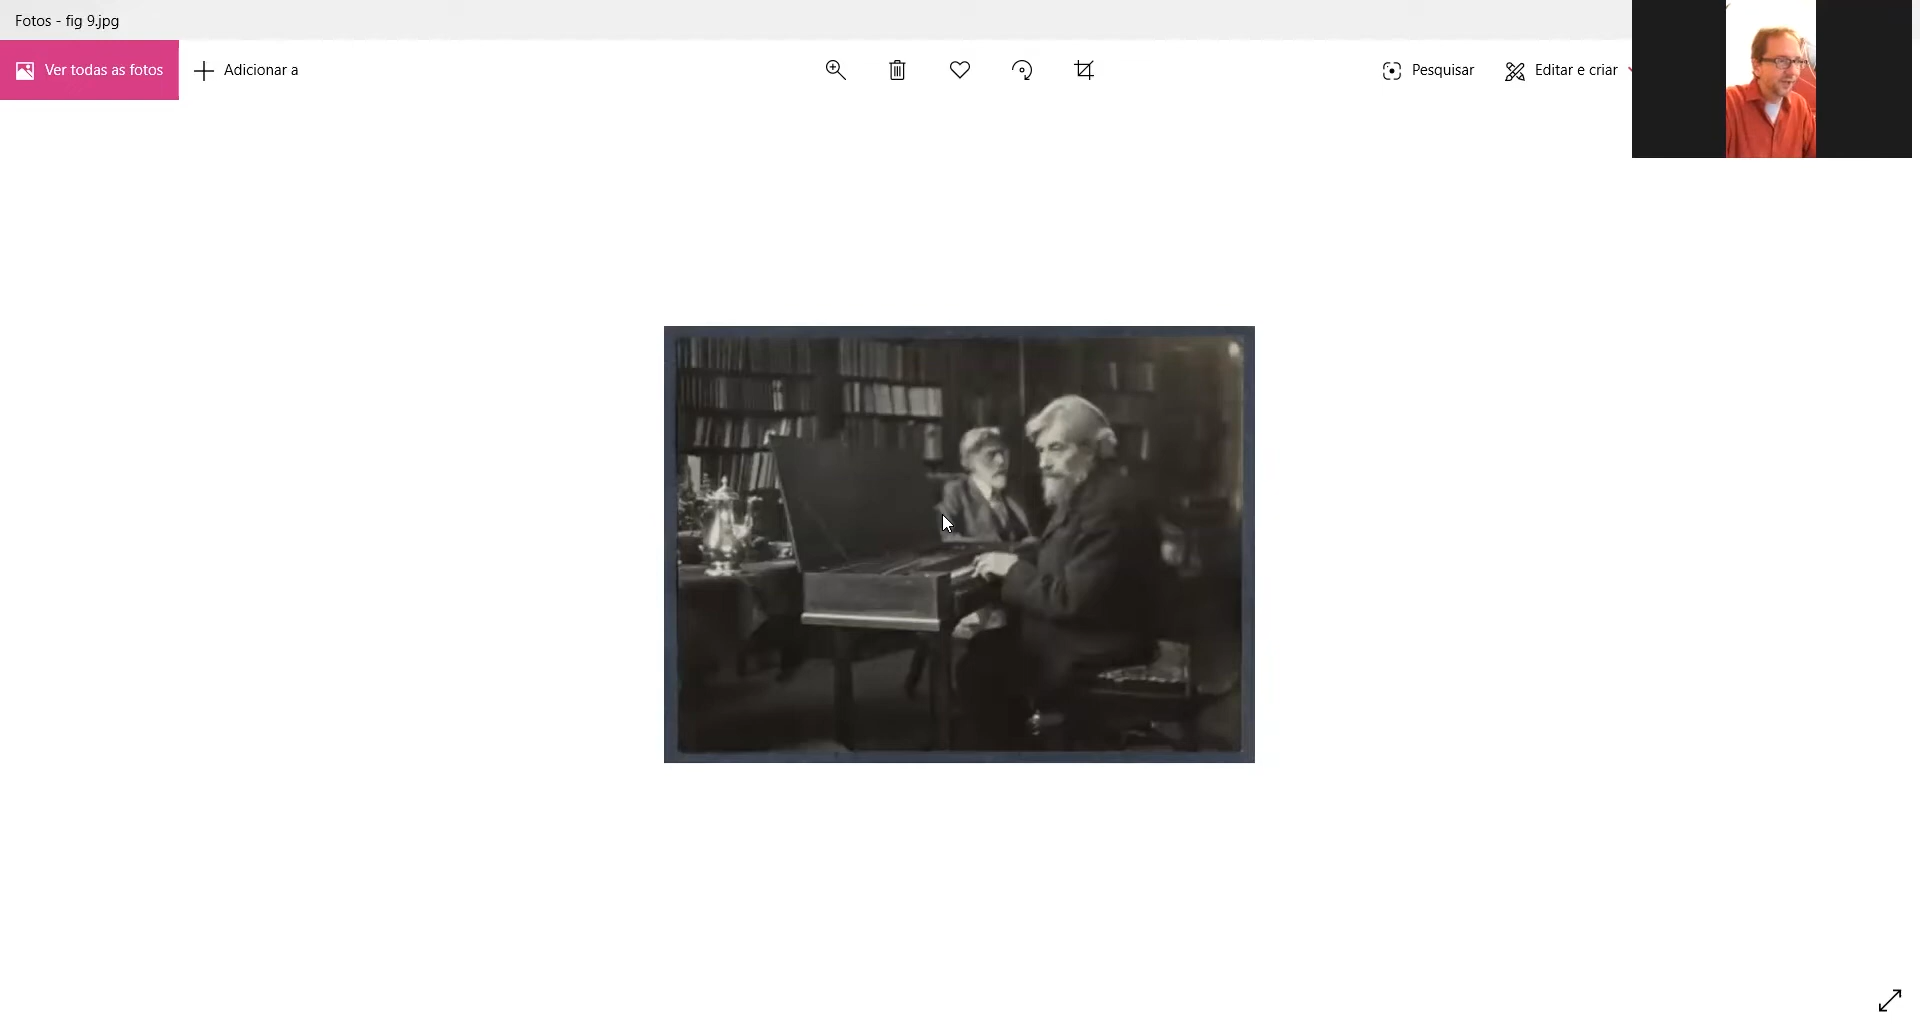 Fotos - fig 9.jpg
Ver todas as fotos
Adicionar a
Pesquisar
Editar e criar